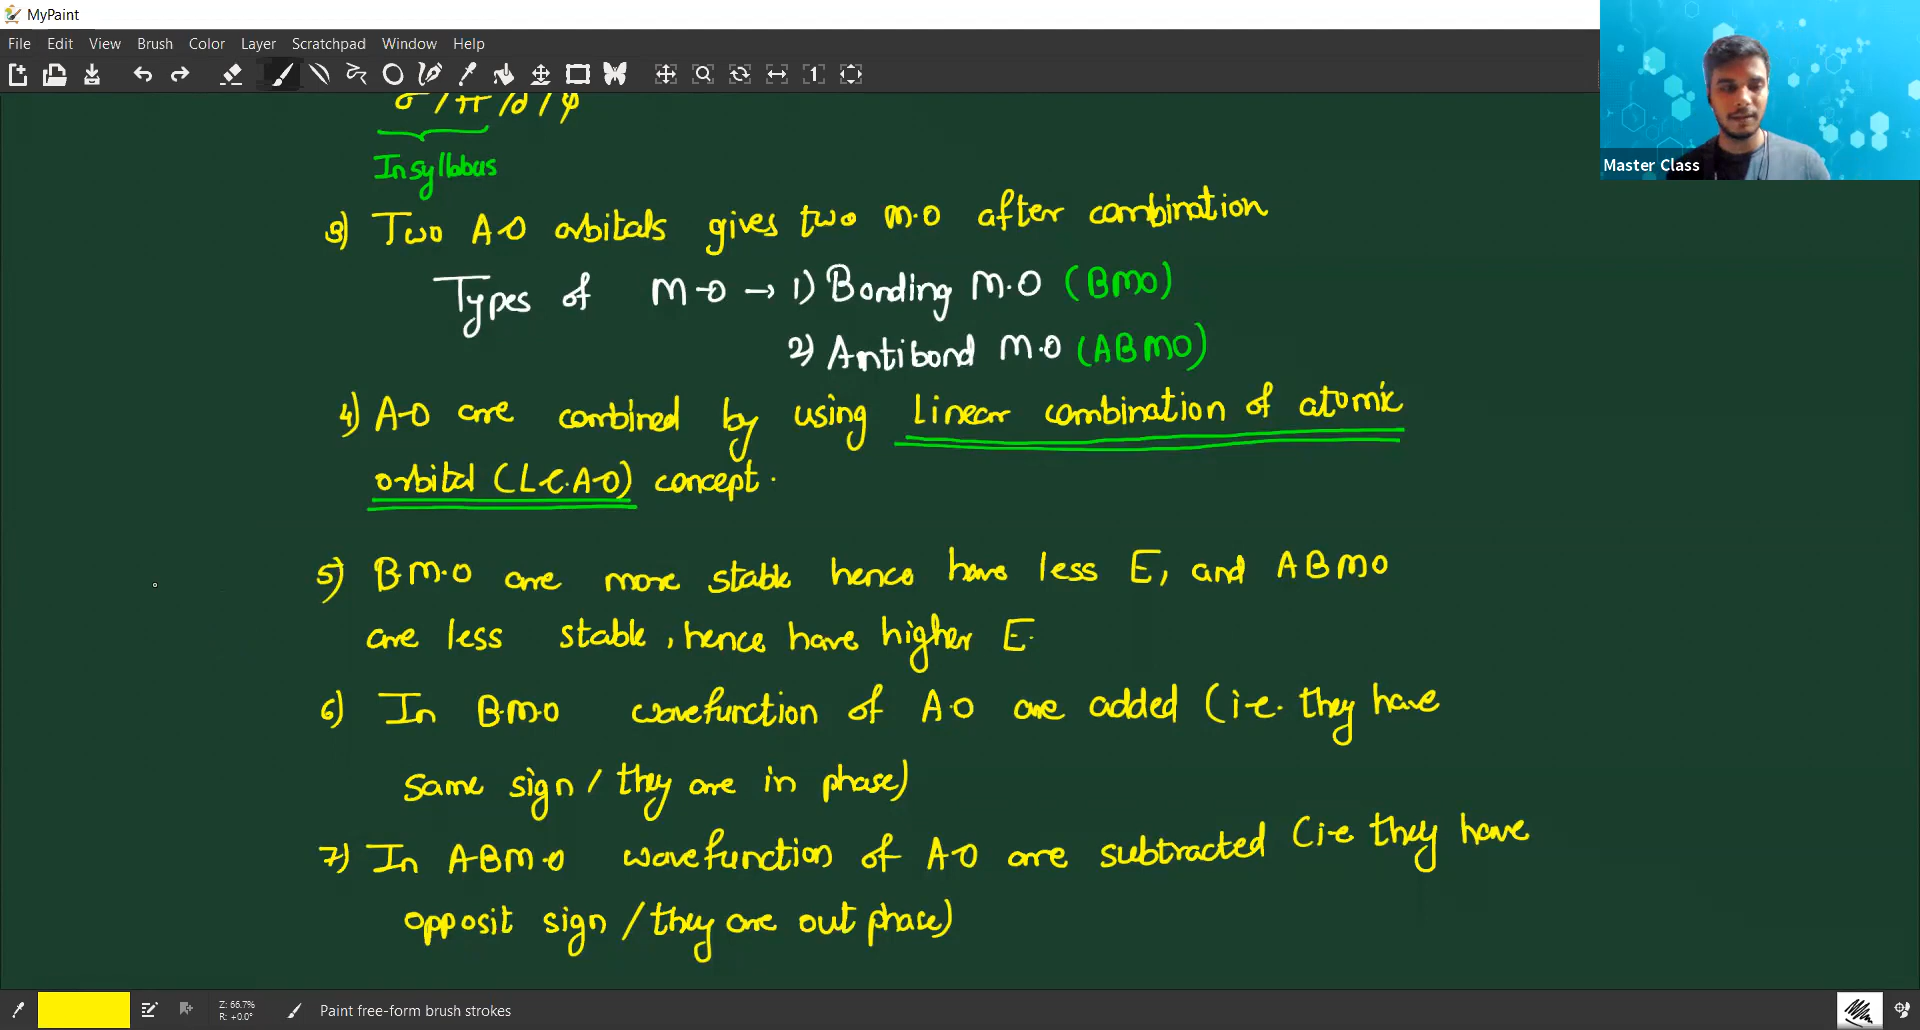 MyPaint
File Edit View Brush Color Layer Scratchpad Window Help
Master Class
σ / π / d / φ
In syllabus
3) Two A-O orbitals gives two M.O after combination
Types of M-O → 1) Bonding M.O (BMO)
2) Antibond M.O (ABMO)
4) A-O are combined by using linear combination of atomic
orbital (L.C.A-O) concept.
5) B.M.O are more stable hence have less E, and ABMO
are less stable, hence have higher E.
6) In B.M.O wavefunction of A.O are added (i.e. they have
same sign / they are in phase)
7) In ABM.O wavefunction of A-O are subtracted (i.e they have
opposit sign / they are out phase)
Z: 66.7%
R: +0.0°
Paint free-form brush strokes